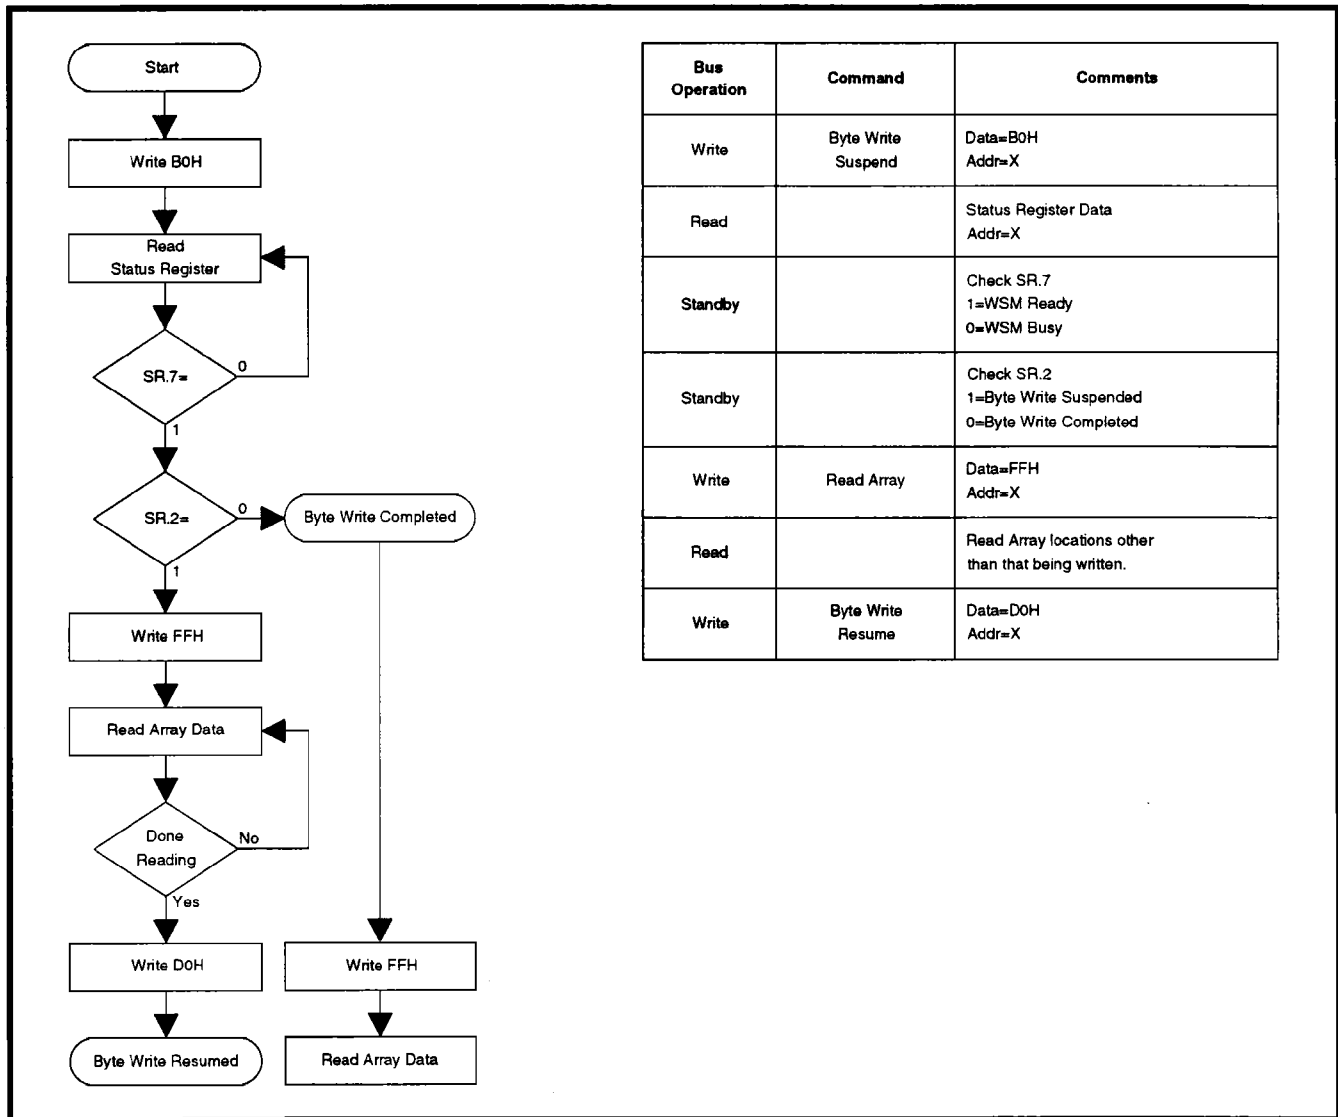 Start
Write B0H
Read
Status Register
SR.7=
0
1
SR.2=
0
Byte Write Completed
1
Write FFH
Read Array Data
Done
Reading
No
Yes
Write D0H
Write FFH
Byte Write Resumed
Read Array Data
Bus
Operation
Command
Comments
Write
Byte Write
Suspend
Data=B0H
Addr=X
Read
Status Register Data
Addr=X
Standby
Check SR.7
1=WSM Ready
0=WSM Busy
Standby
Check SR.2
1=Byte Write Suspended
0=Byte Write Completed
Write
Read Array
Data=FFH
Addr=X
Read
Read Array locations other
than that being written.
Write
Byte Write
Resume
Data=D0H
Addr=X